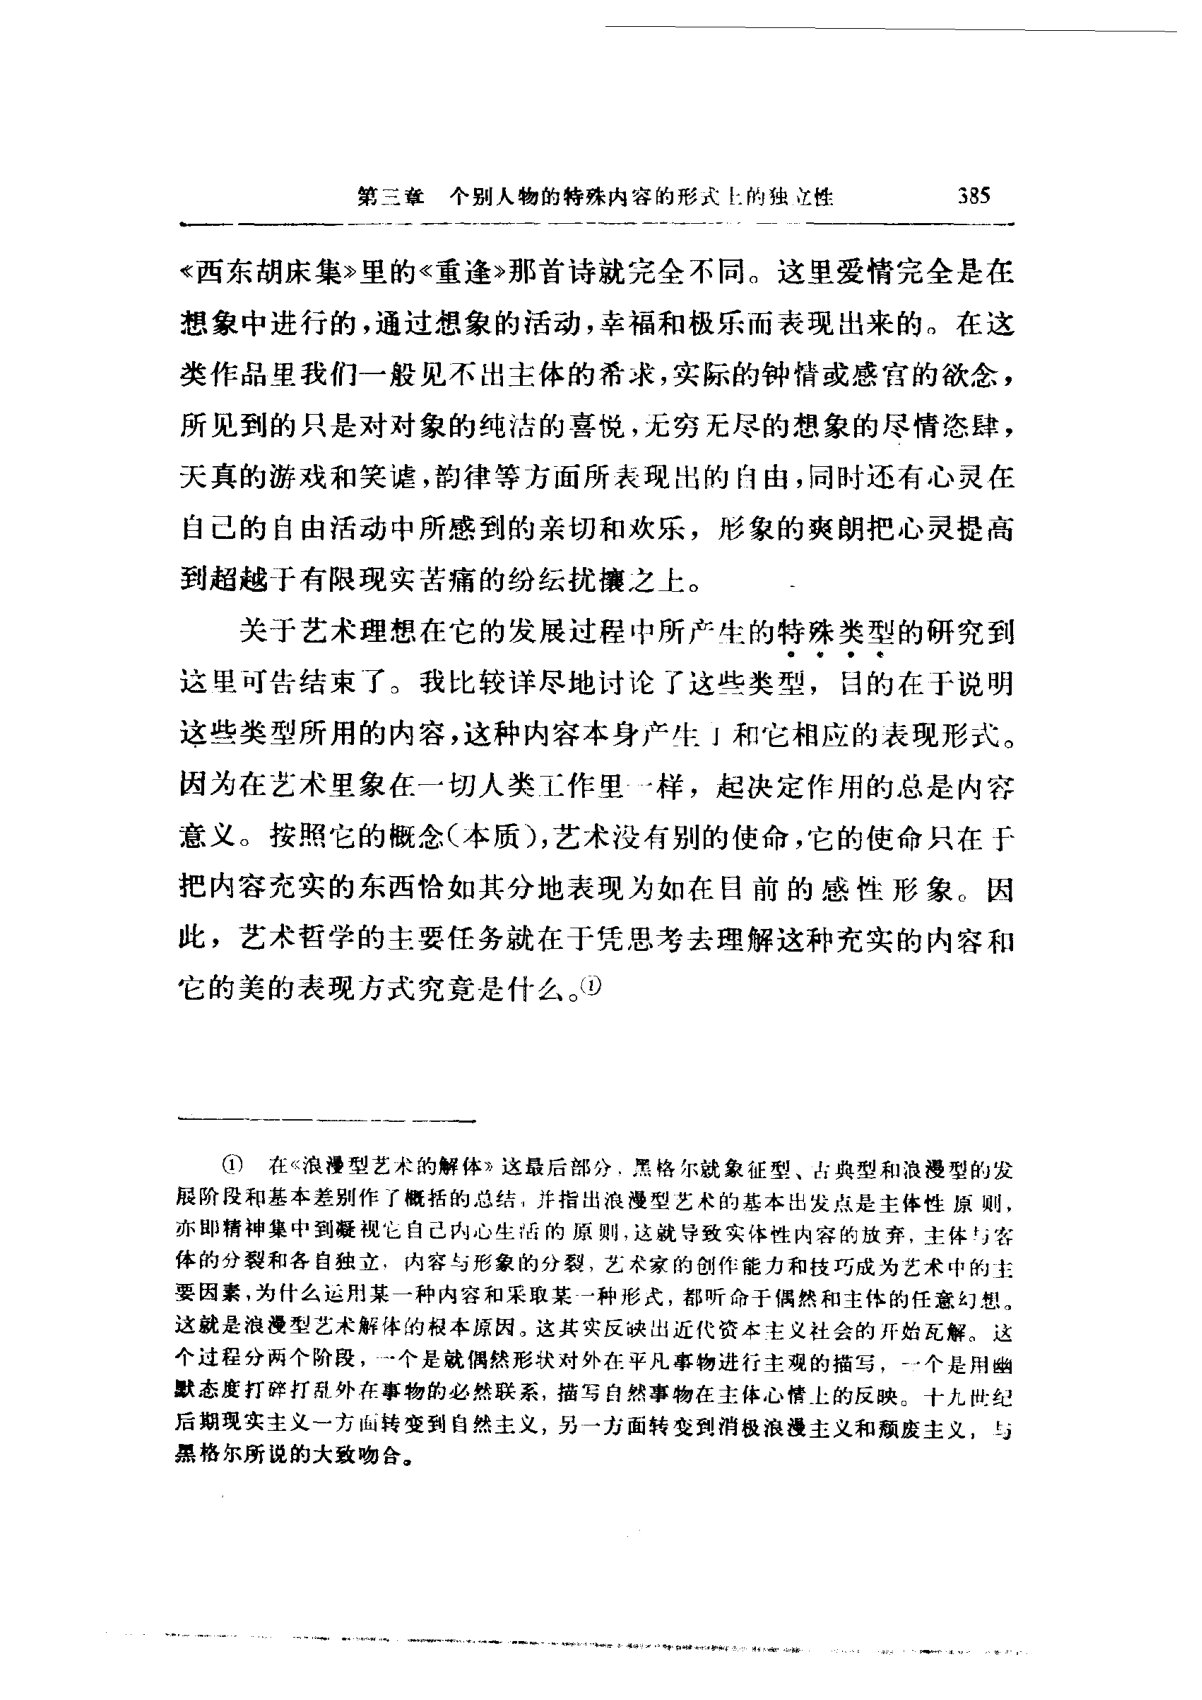 第三章　个别人物的特殊内容的形式上的独立性　385
《西东胡床集》里的《重逢》那首诗就完全不同。这里爱情完全是在
想象中进行的，通过想象的活动，幸福和极乐而表现出来的。在这
类作品里我们一般见不出主体的希求，实际的钟情或感官的欲念，
所见到的只是对对象的纯洁的喜悦，无穷无尽的想象的尽情恣肆，
天真的游戏和笑谑，韵律等方面所表现出的自由，同时还有心灵在
自己的自由活动中所感到的亲切和欢乐，形象的爽朗把心灵提高
到超越于有限现实苦痛的纷纭扰攘之上。
关于艺术理想在它的发展过程中所产生的特殊类型的研究到
这里可告结束了。我比较详尽地讨论了这些类型，目的在于说明
这些类型所用的内容，这种内容本身产生了和它相应的表现形式。
因为在艺术里象在一切人类工作里一样，起决定作用的总是内容
意义。按照它的概念（本质），艺术没有别的使命，它的使命只在于
把内容充实的东西恰如其分地表现为如在目前的感性形象。因
此，艺术哲学的主要任务就在于凭思考去理解这种充实的内容和
它的美的表现方式究竟是什么。①
①　在《浪漫型艺术的解体》这最后部分，黑格尔就象征型、古典型和浪漫型的发
展阶段和基本差别作了概括的总结，并指出浪漫型艺术的基本出发点是主体性原则，
亦即精神集中到凝视它自己内心生活的原则，这就导致实体性内容的放弃，主体与客
体的分裂和各自独立，内容与形象的分裂，艺术家的创作能力和技巧成为艺术中的主
要因素，为什么运用某一种内容和采取某一种形式，都听命于偶然和主体的任意幻想。
这就是浪漫型艺术解体的根本原因。这其实反映出近代资本主义社会的开始瓦解。这
个过程分两个阶段，一个是就偶然形状对外在平凡事物进行主观的描写，一个是用幽
默态度打碎打乱外在事物的必然联系，描写自然事物在主体心情上的反映。十九世纪
后期现实主义一方面转变到自然主义，另一方面转变到消极浪漫主义和颓废主义，与
黑格尔所说的大致吻合。